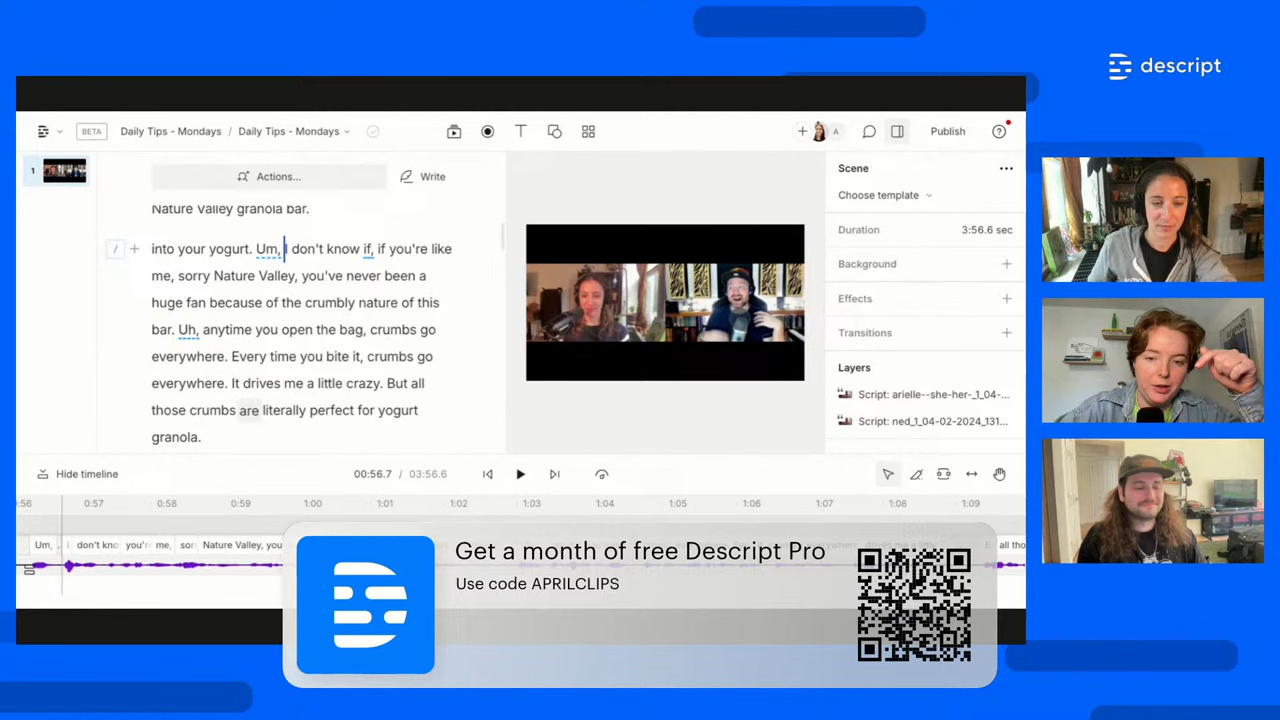 descript
BETA
Daily Tips - Mondays / Daily Tips - Mondays
T
A
Publish
1
Actions...
Write
Nature Valley granola bar.
/ + into your yogurt. Um, I don't know if, if you're like
me, sorry Nature Valley, you've never been a
huge fan because of the crumbly nature of this
bar. Uh, anytime you open the bag, crumbs go
everywhere. Every time you bite it, crumbs go
everywhere. It drives me a little crazy. But all
those crumbs are literally perfect for yogurt
granola.
Scene
Choose template
Duration 3:56.6 sec
Background
Effects
Transitions
Layers
Script: arielle--she-her-_1_04-...
Script: ned_1_04-02-2024_131...
Hide timeline
00:56.7 / 03:56.6
0:56 0:57 0:58 0:59 1:00 1:01 1:02 1:03 1:04 1:05 1:06 1:07 1:08 1:09
Um, . I don't kno you're me, sor Nature Valley, you
Get a month of free Descript Pro
Use code APRILCLIPS